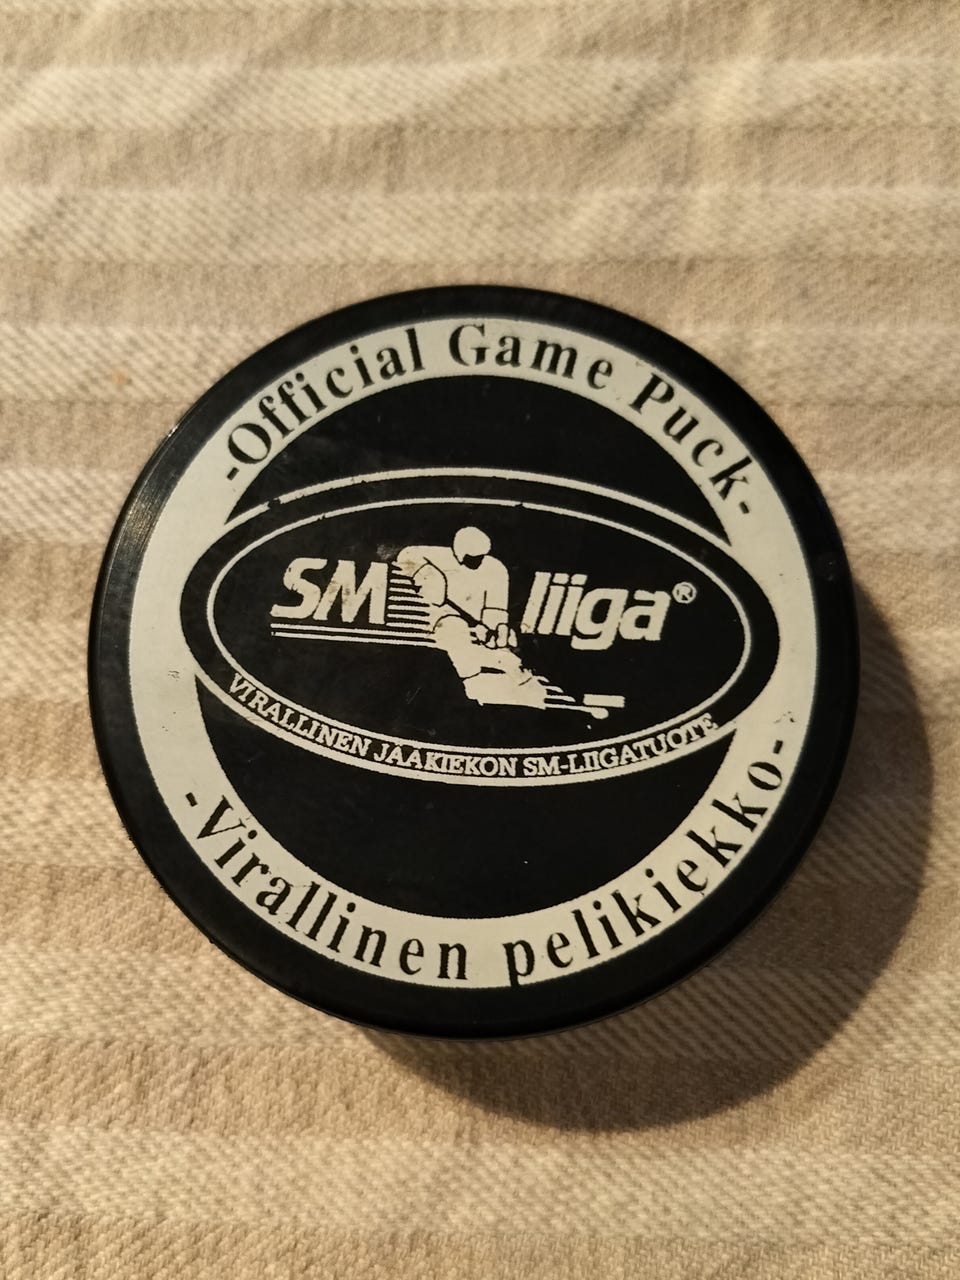 -Official Game Puck-
SM liiga®
VIRALLINEN JÄÄKIEKON SM-LIIGATUOTE
-Virallinen pelikiekko-